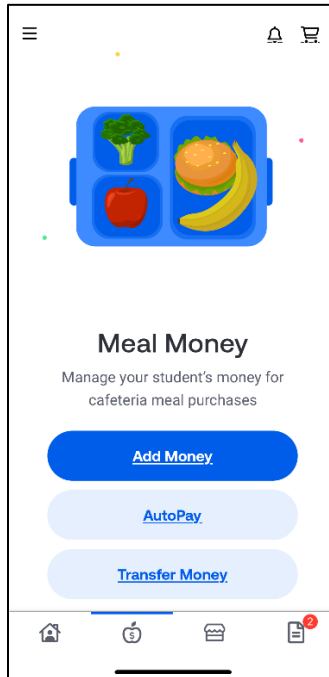 Meal Money
Manage your student's money for
cafeteria meal purchases
Add Money
AutoPay
Transfer Money
$
2